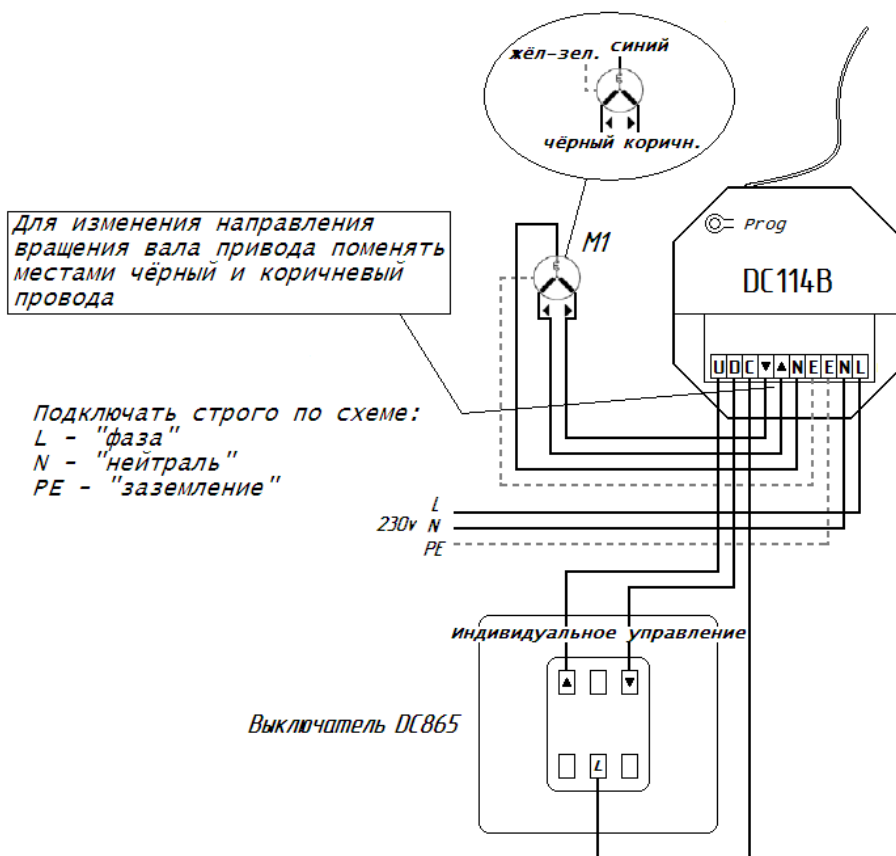 жёл-зел. синий
чёрный коричн.
Для изменения направления
вращения вала привода поменять
местами чёрный и коричневый
провода
М1
Prog
DC114B
U D C ▼ ▲ N E E N L
Подключать строго по схеме:
L - "фаза"
N - "нейтраль"
PE - "заземление"
L
230v N
PE
Индивидуальное управление
▲ ▼
Выключатель DC865
L